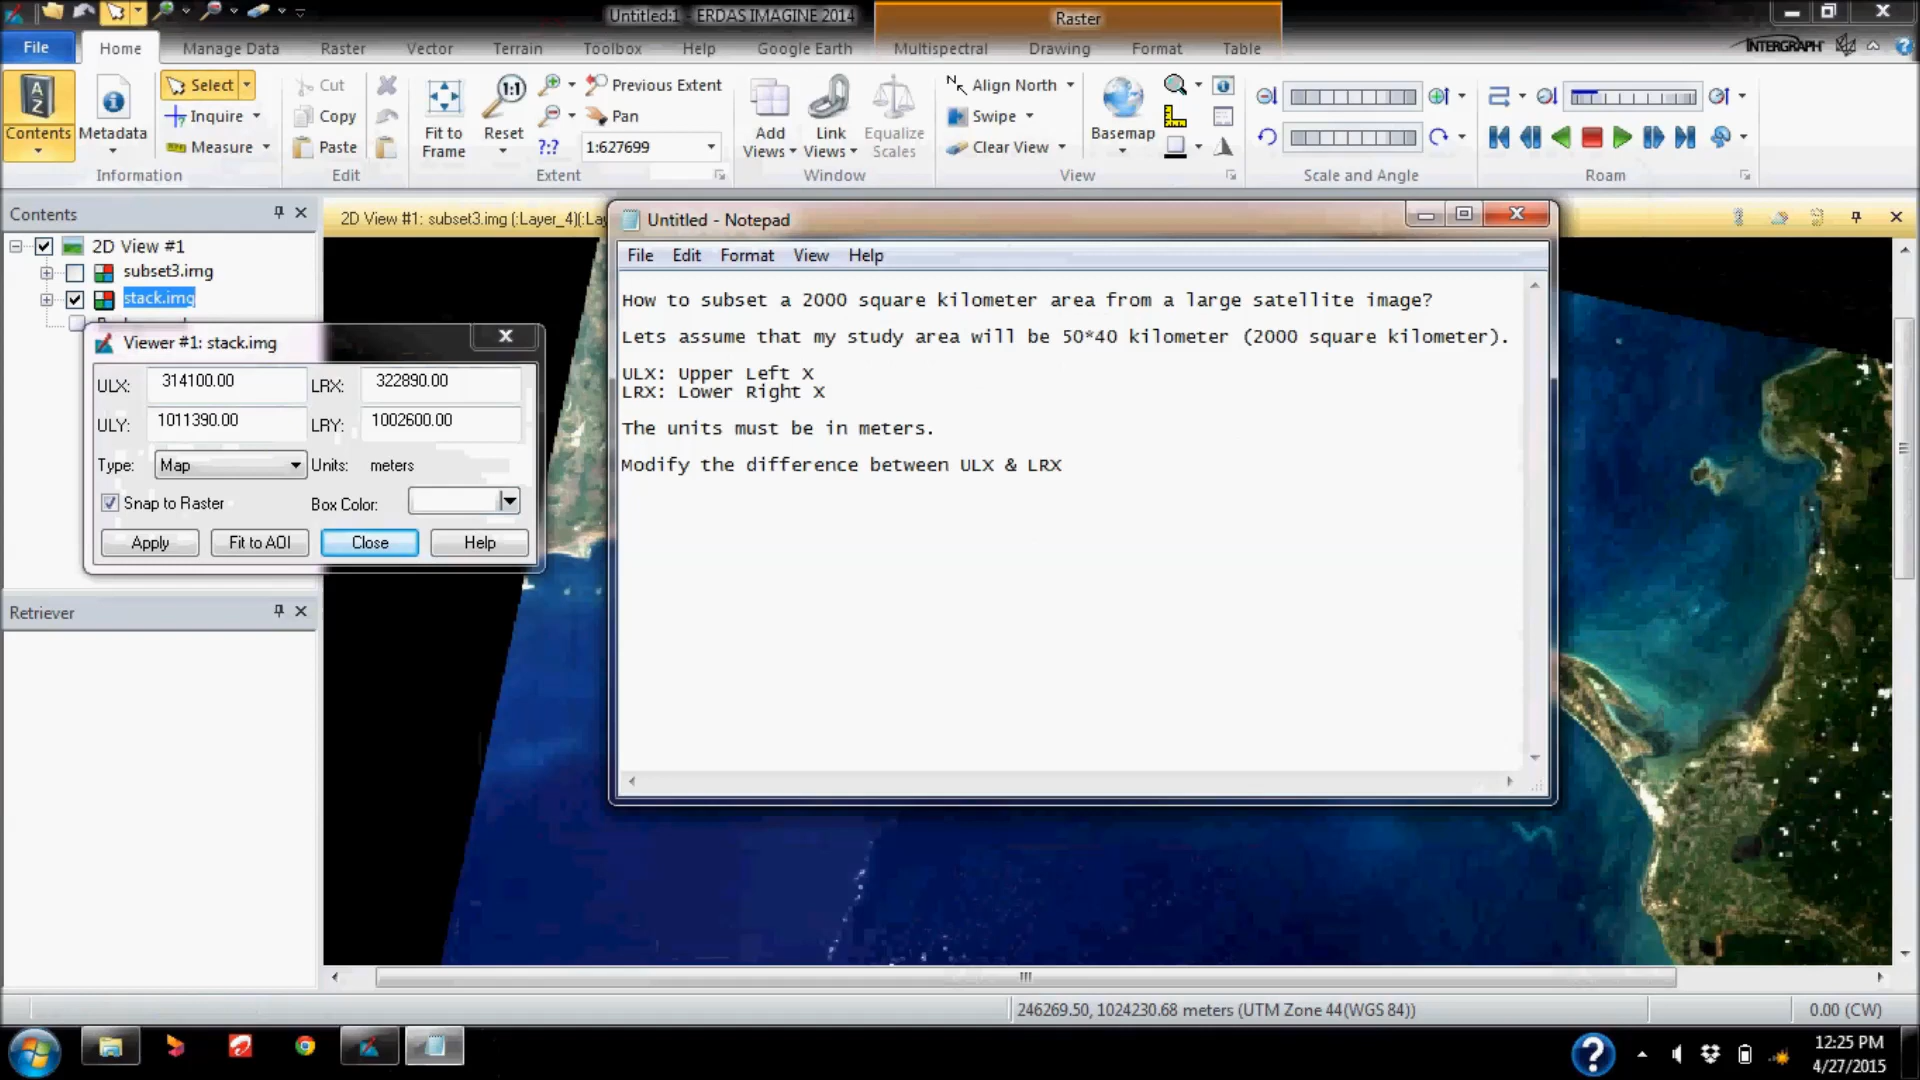 Untitled:1 - ERDAS IMAGINE 2014
Raster
File Home Manage Data Raster Vector Terrain Toolbox Help Google Earth Multispectral Drawing Format Table
INTERGRAPH
Contents
Metadata
Select
Inquire
Measure
Information
Cut
Copy
Paste
Edit
Fit to Frame
Reset
1:1
?:?
Previous Extent
Pan
1:627699
Extent
Add Views
Link Views
Equalize Scales
Window
Align North
Swipe
Clear View
Basemap
View
Scale and Angle
Roam
Contents
2D View #1
subset3.img
stack.img
2D View #1: subset3.img (:Layer_4)(:La
Viewer #1: stack.img
ULX: 314100.00 LRX: 322890.00
ULY: 1011390.00 LRY: 1002600.00
Type: Map Units: meters
Snap to Raster Box Color:
Apply Fit to AOI Close Help
Retriever
Untitled - Notepad
File Edit Format View Help
How to subset a 2000 square kilometer area from a large satellite image?
Lets assume that my study area will be 50*40 kilometer (2000 square kilometer).
ULX: Upper Left X
LRX: Lower Right X
The units must be in meters.
Modify the difference between ULX & LRX
246269.50, 1024230.68 meters (UTM Zone 44(WGS 84))
0.00 (CW)
12:25 PM
4/27/2015